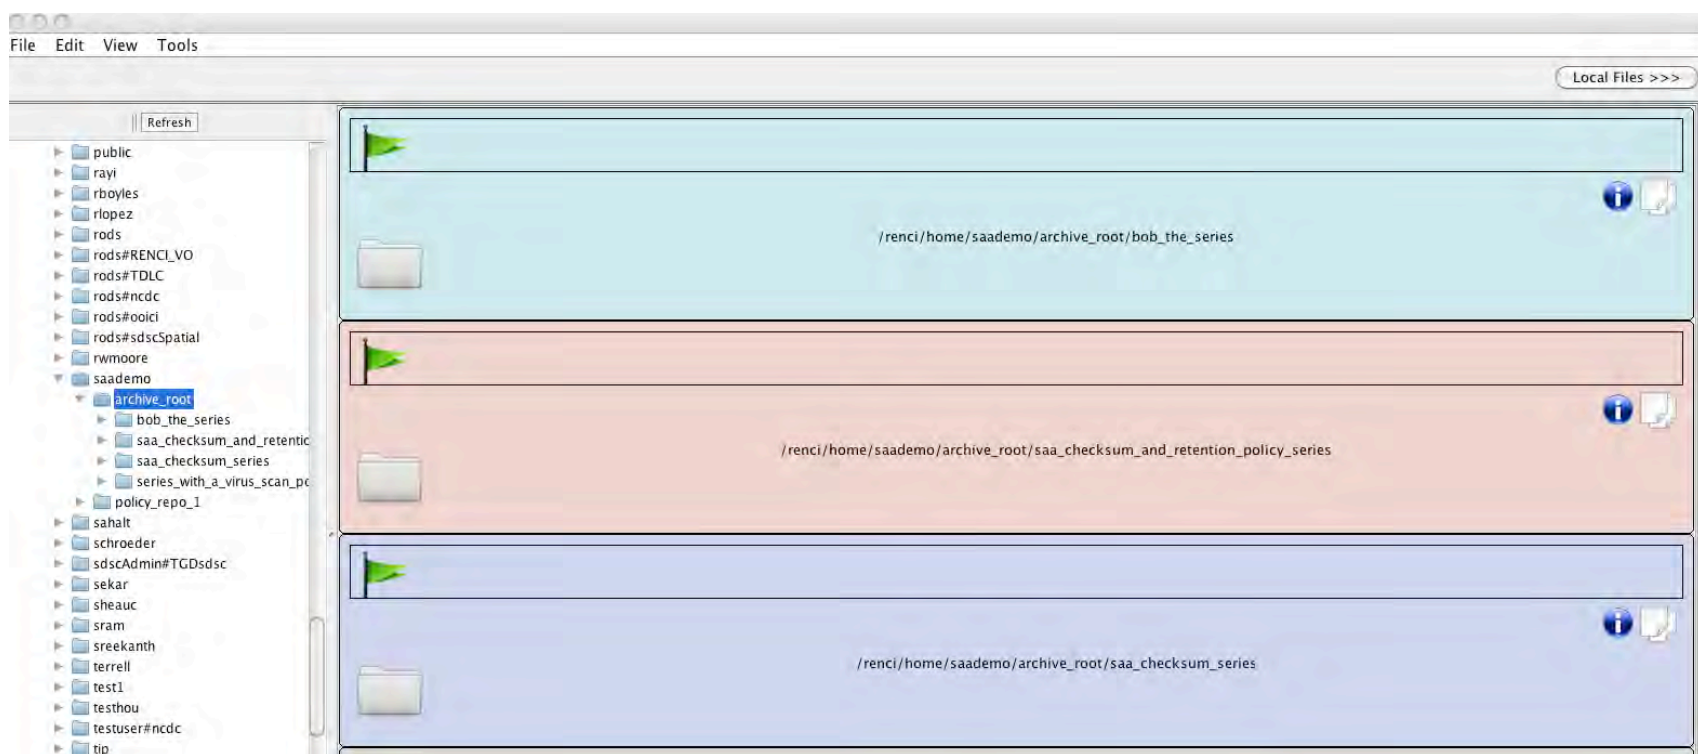 File Edit View Tools
Local Files >>>
Refresh
public
rayi
rboyles
rlopez
rods
rods#RENCI_VO
rods#TDLC
rods#ncdc
rods#ooici
rods#sdscSpatial
rwmoore
saademo
archive_root
bob_the_series
saa_checksum_and_retentic
saa_checksum_series
series_with_a_virus_scan_pc
policy_repo_1
sahalt
schroeder
sdscAdmin#TGDsdsc
sekar
sheauc
sram
sreekanth
terrell
test1
testhou
testuser#ncdc
tip
/renci/home/saademo/archive_root/bob_the_series
/renci/home/saademo/archive_root/saa_checksum_and_retention_policy_series
/renci/home/saademo/archive_root/saa_checksum_series